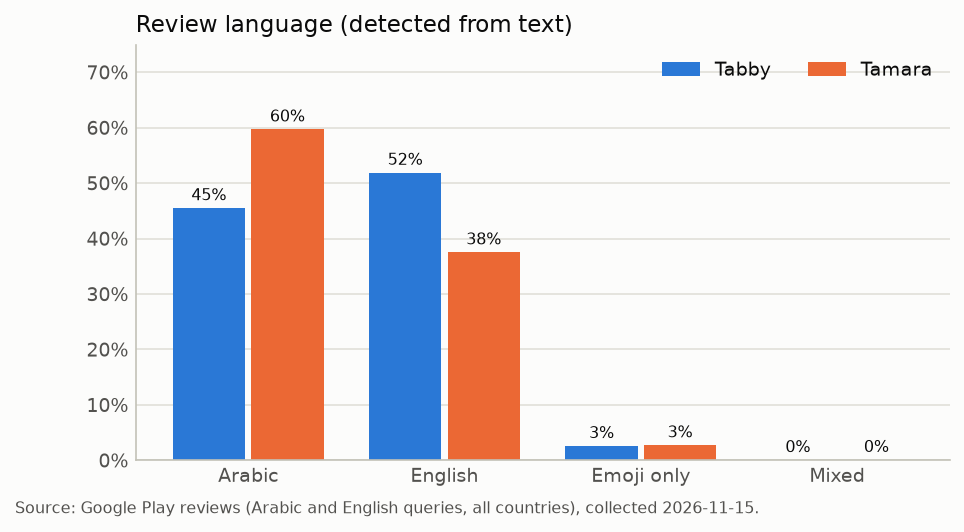 Review language (detected from text)
Tabby Tamara
70%
60%
50%
40%
30%
20%
10%
0%
45% 60% 52% 38% 3% 3% 0% 0%
Arabic English Emoji only Mixed
Source: Google Play reviews (Arabic and English queries, all countries), collected 2026-11-15.